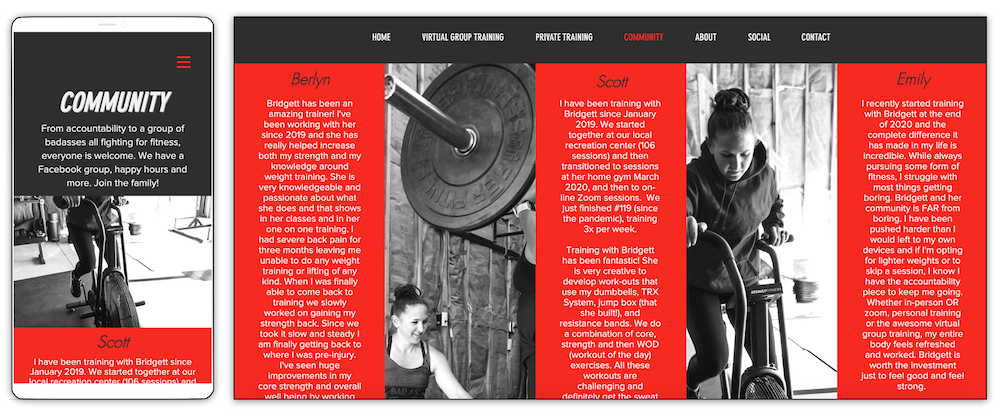 COMMUNITY
From accountability to a group of
badasses all fighting for fitness,
everyone is welcome. We have a
Facebook group, happy hours and
more. Join the family!
Scott
I have been training with Bridgett since
January 2019. We started together at our
local recreation center (106 sessions) and
HOME
VIRTUAL GROUP TRAINING
PRIVATE TRAINING
COMMUNITY
ABOUT
SOCIAL
CONTACT
Berlyn
Bridgett has been an
amazing trainer! I've
been working with her
since 2019 and she has
really helped increase
both my strength and my
knowledge around
weight training. She is
very knowledgeable and
passionate about what
she does and that shows
in her classes and in her
one on one training. I
had severe back pain for
three months leaving me
unable to do any weight
training or lifting of any
kind. When I was finally
able to come back to
training we slowly
worked on gaining my
strength back. Since we
took it slow and steady I
am finally getting back to
where I was pre-injury.
I've seen huge
improvements in my
core strength and overall
well being by working
Scott
I have been training with
Bridgett since January
2019. We started
together at our local
recreation center (106
sessions) and then
transitioned to sessions
at her home gym March
2020, and then to on-
line Zoom sessions. We
just finished #119 (since
the pandemic), training
3x per week.
Training with Bridgett
has been fantastic! She
is very creative to
develop work-outs that
use my dumbbells, TRX
System, jump box (that
she built!), and
resistance bands. We do
a combination of core,
strength and then WOD
(workout of the day)
exercises. All these
workouts are
challenging and
definitely get the sweat
Emily
I recently started training
with Bridgett at the end
of 2020 and the
complete difference it
has made in my life is
incredible. While always
pursuing some form of
fitness, I struggle with
most things getting
boring. Bridgett and her
community is FAR from
boring. I have been
pushed harder than I
would left to my own
devices and if I'm opting
for lighter weights or to
skip a session, I know I
have the accountability
piece to keep me going.
Whether in-person OR
zoom, personal training
or the awesome virtual
group training, my entire
body feels refreshed
and worked. Bridgett is
worth the investment
just to feel good and feel
strong.